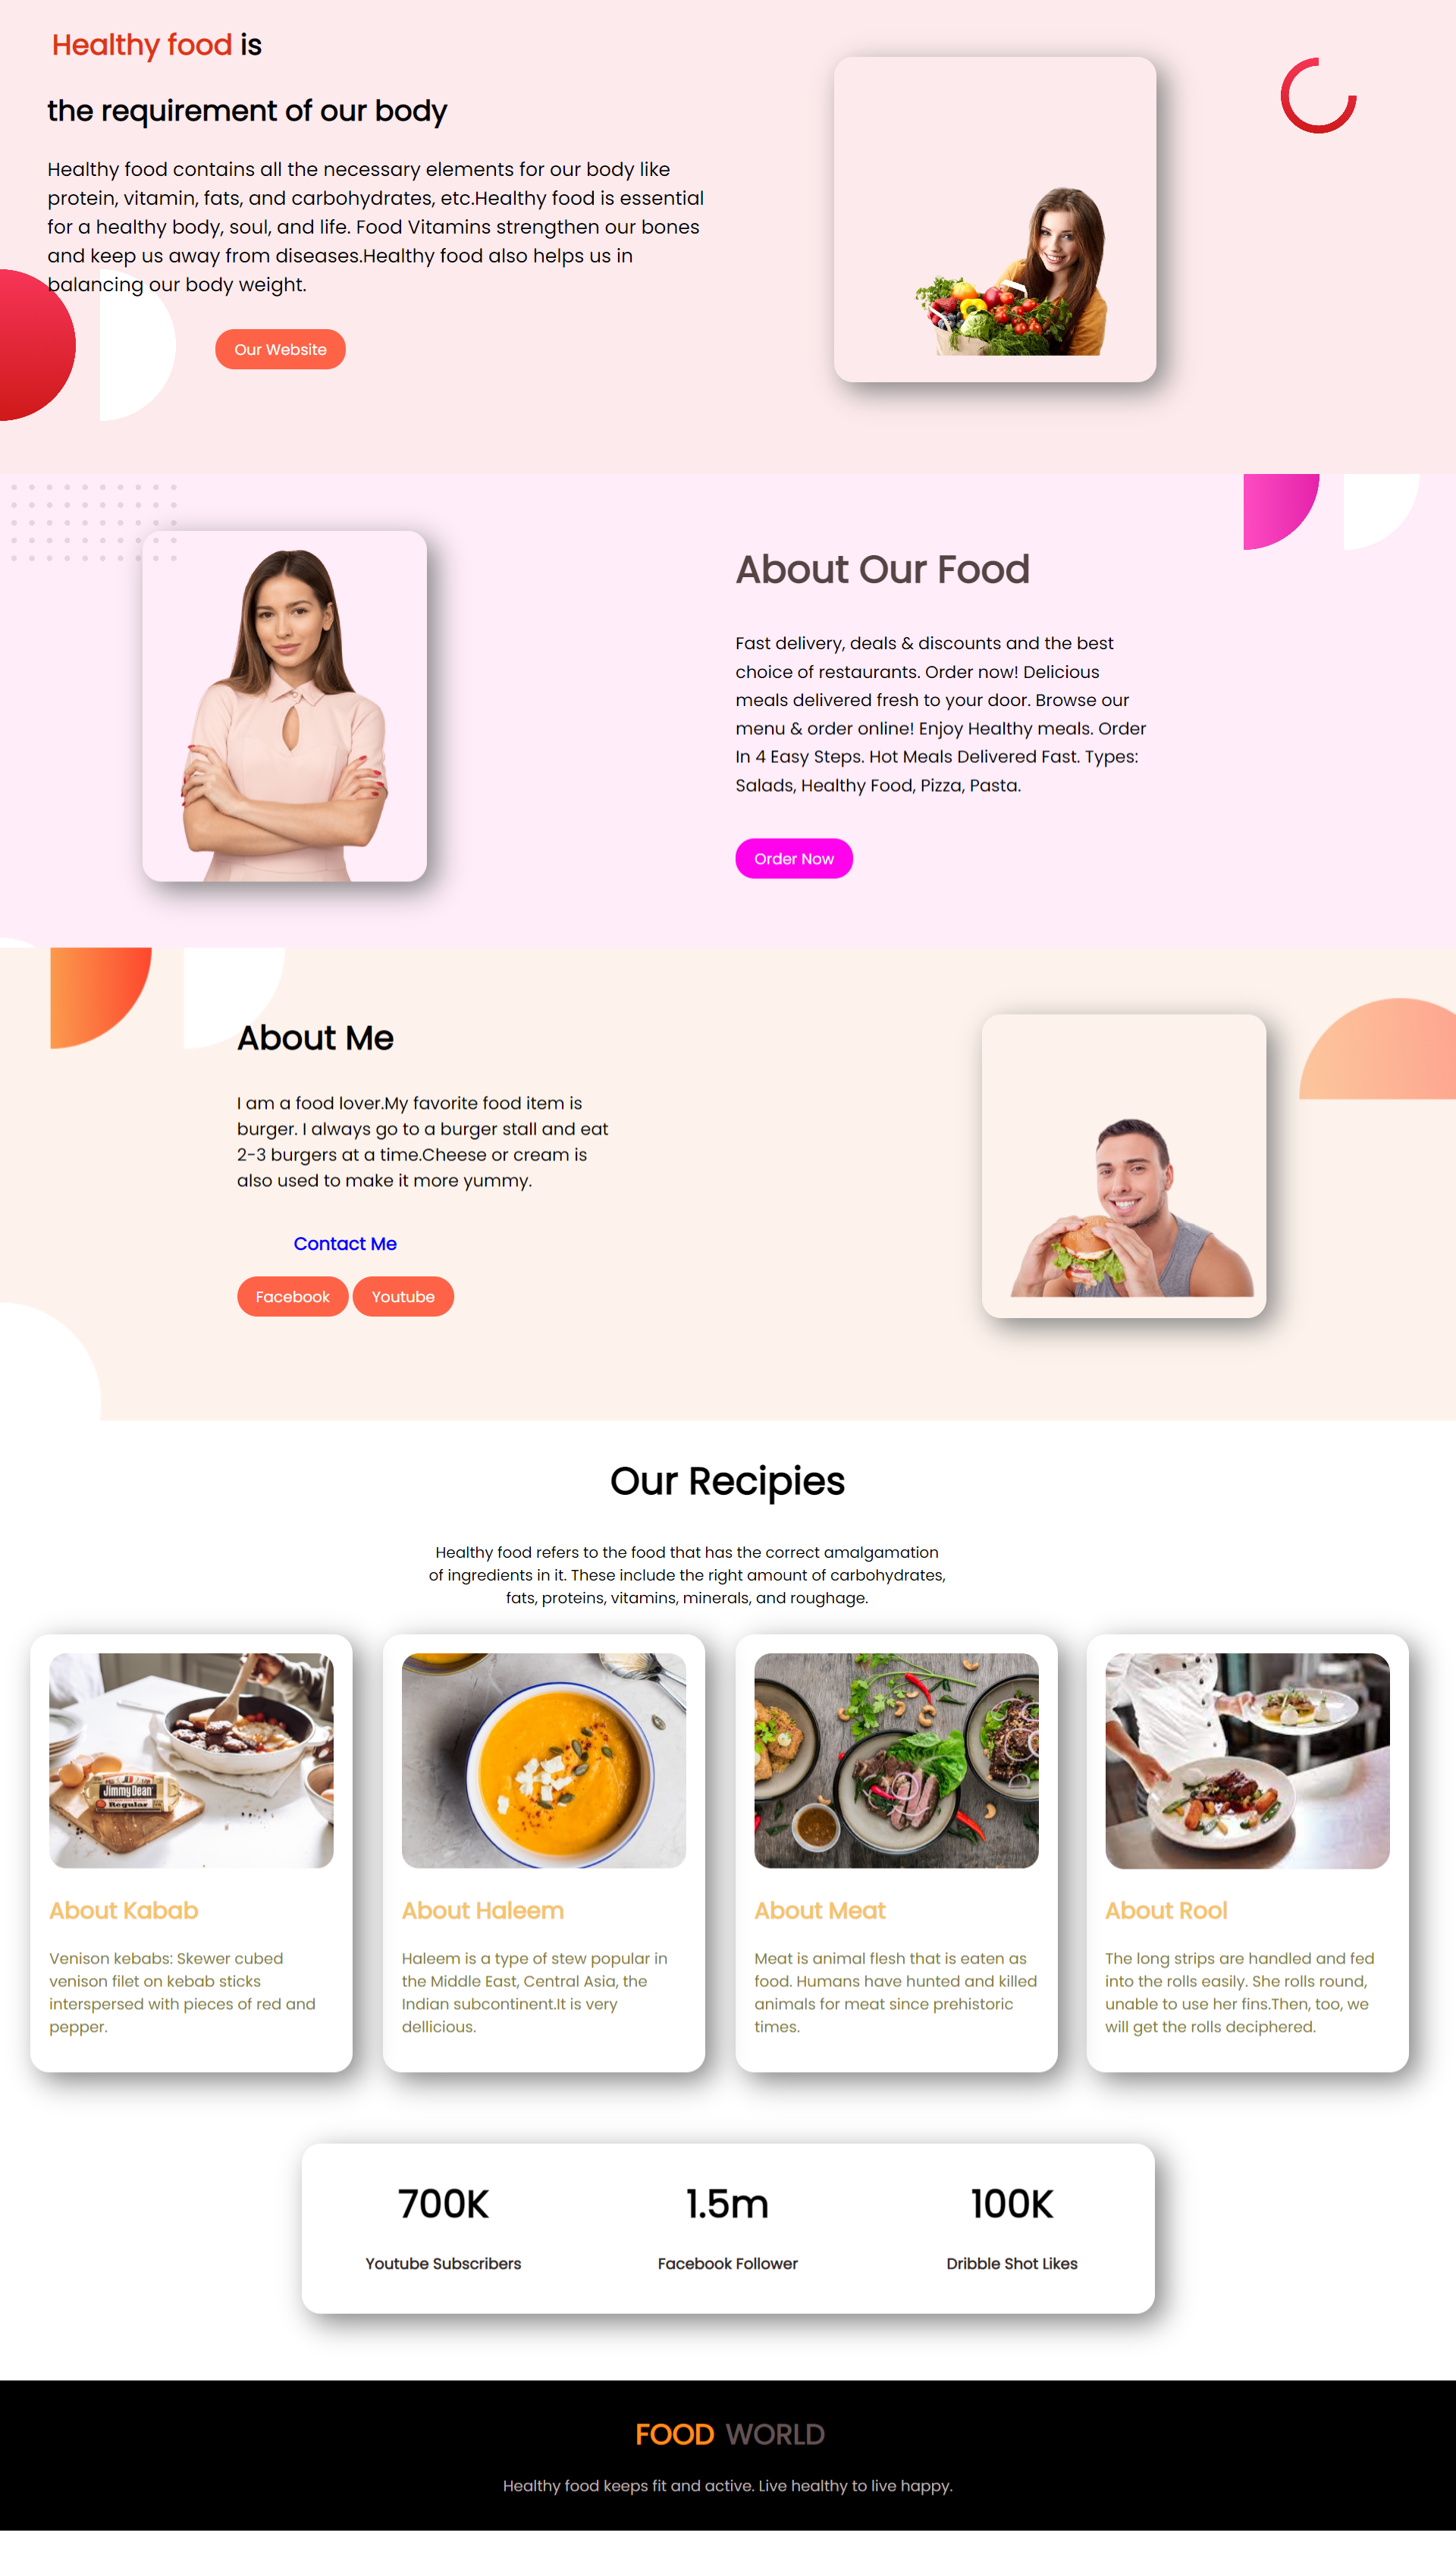 Healthy food is
the requirement of our body
Healthy food contains all the necessary elements for our body like
protein, vitamin, fats, and carbohydrates, etc.Healthy food is essential
for a healthy body, soul, and life. Food Vitamins strengthen our bones
and keep us away from diseases.Healthy food also helps us in
balancing our body weight.
Our Website
About Our Food
Fast delivery, deals & discounts and the best
choice of restaurants. Order now! Delicious
meals delivered fresh to your door. Browse our
menu & order online! Enjoy Healthy meals. Order
In 4 Easy Steps. Hot Meals Delivered Fast. Types:
Salads, Healthy Food, Pizza, Pasta.
Order Now
About Me
I am a food lover.My favorite food item is
burger. I always go to a burger stall and eat
2-3 burgers at a time.Cheese or cream is
also used to make it more yummy.
Contact Me
Facebook Youtube
Our Recipies
Healthy food refers to the food that has the correct amalgamation
of ingredients in it. These include the right amount of carbohydrates,
fats, proteins, vitamins, minerals, and roughage.
Jimmy Dean
Regular
About Kabab
Venison kebabs: Skewer cubed
venison filet on kebab sticks
interspersed with pieces of red and
pepper.
About Haleem
Haleem is a type of stew popular in
the Middle East, Central Asia, the
Indian subcontinent.It is very
dellicious.
About Meat
Meat is animal flesh that is eaten as
food. Humans have hunted and killed
animals for meat since prehistoric
times.
About Rool
The long strips are handled and fed
into the rolls easily. She rolls round,
unable to use her fins.Then, too, we
will get the rolls deciphered.
700K
Youtube Subscribers
1.5m
Facebook Follower
100K
Dribble Shot Likes
FOOD WORLD
Healthy food keeps fit and active. Live healthy to live happy.